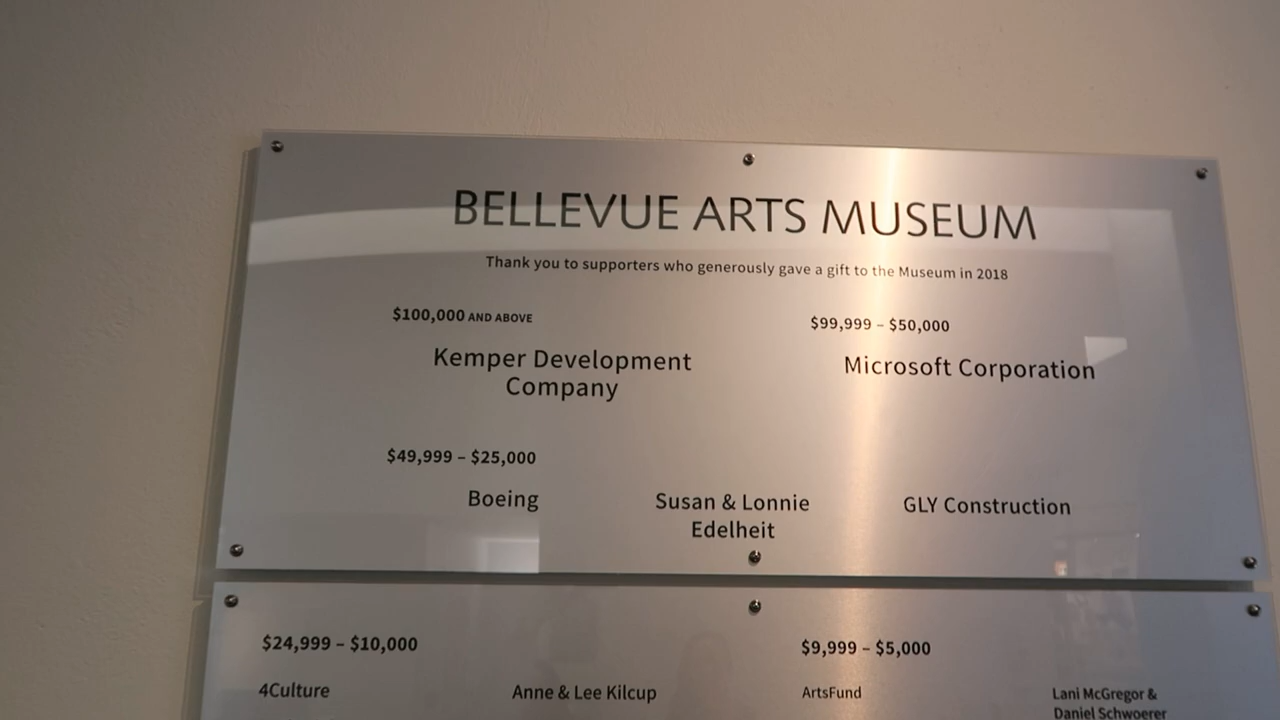 BELLEVUE ARTS MUSEUM
Thank you to supporters who generously gave a gift to the Museum in 2018
$100,000 AND ABOVE
Kemper Development
Company
$99,999 – $50,000
Microsoft Corporation
$49,999 – $25,000
Boeing
Susan & Lonnie
Edelheit
GLY Construction
$24,999 – $10,000
4Culture
Anne & Lee Kilcup
$9,999 – $5,000
ArtsFund
Lani McGregor &
Daniel Schwoerer